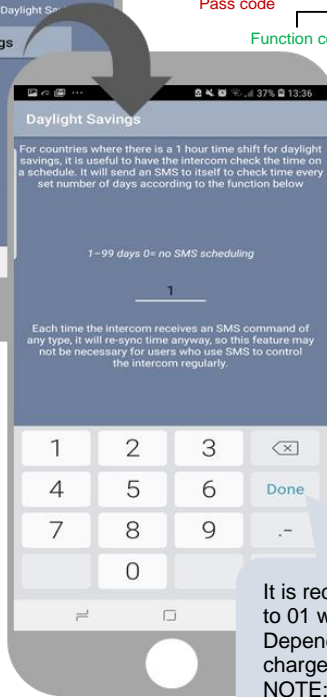 Daylight Sa
gs
Pass code
Function co
37% 13:36
Daylight Savings
For countries where there is a 1 hour time shift for daylight
savings, it is useful to have the intercom check the time on
a schedule. It will send an SMS to itself to check time every
set number of days according to the function below
1-99 days 0= no SMS scheduling
1
Each time the intercom receives an SMS command of
any type, it will re-sync time anyway, so this feature may
not be necessary for users who use SMS to control
the intercom regularly.
1 2 3
4 5 6 Done
7 8 9 .-
0
It is rec
to 01 w
Depend
charge
NOTE: